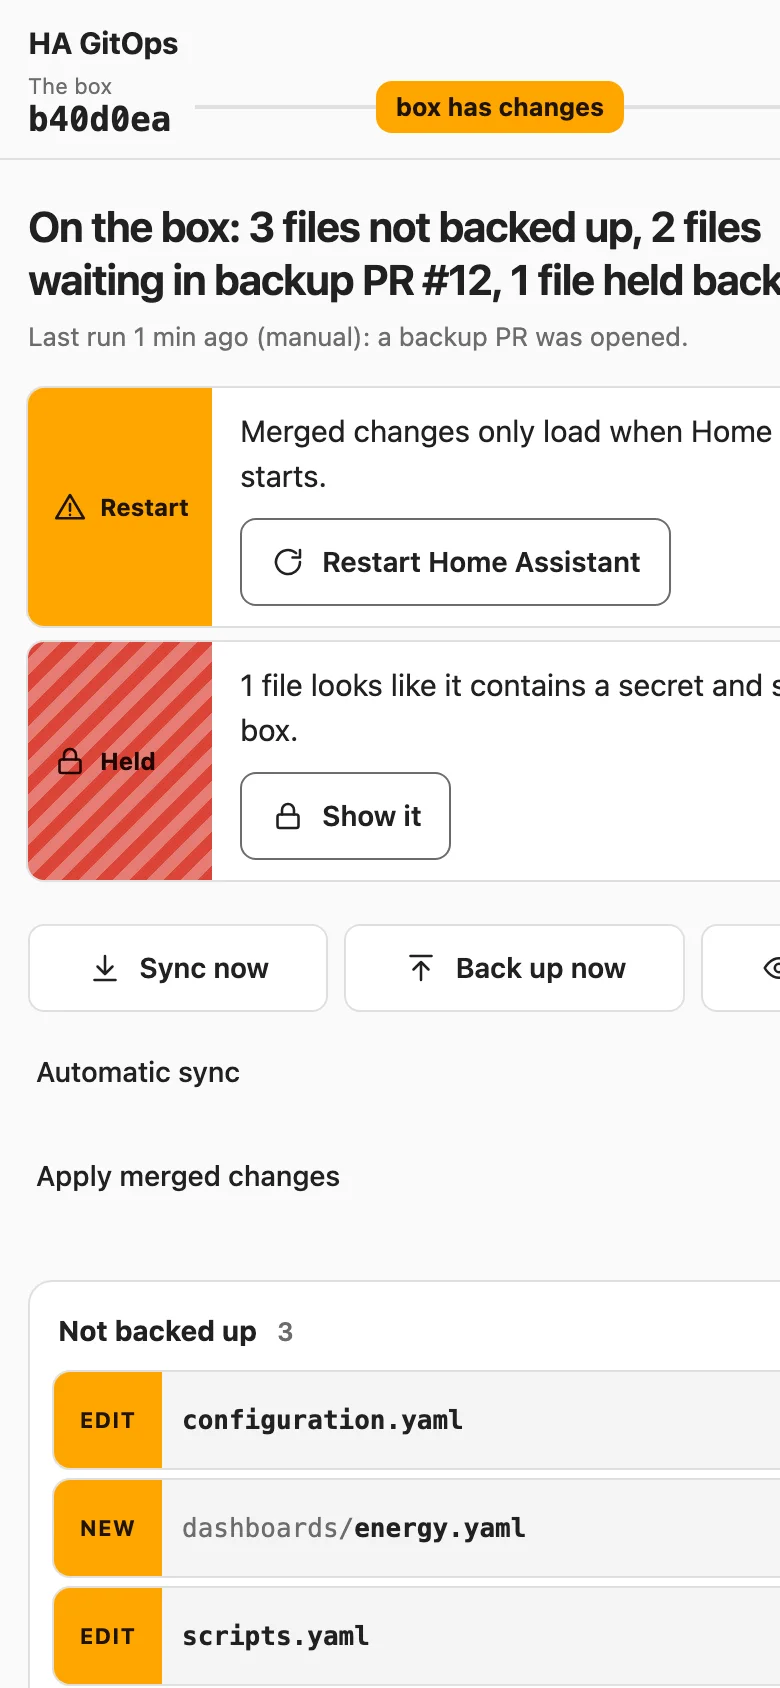 HA GitOps
The box
b40d0ea
box has changes
On the box: 3 files not backed up, 2 files
waiting in backup PR #12, 1 file held back
Last run 1 min ago (manual): a backup PR was opened.
Restart
Merged changes only load when Home
starts.
Restart Home Assistant
Held
1 file looks like it contains a secret and s
box.
Show it
Sync now
Back up now
Automatic sync
Apply merged changes
Not backed up 3
EDIT configuration.yaml
NEW dashboards/energy.yaml
EDIT scripts.yaml